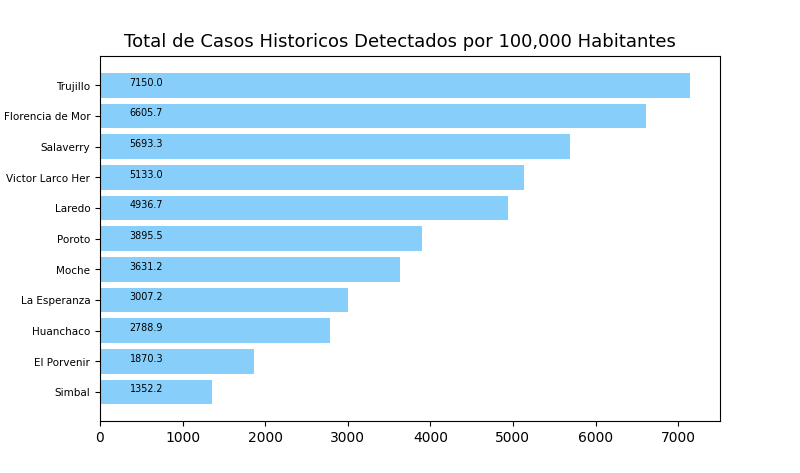 Total de Casos Historicos Detectados por 100,000 Habitantes
Trujillo 7150.0
Florencia de Mor 6605.7
Salaverry 5693.3
Victor Larco Her 5133.0
Laredo 4936.7
Poroto 3895.5
Moche 3631.2
La Esperanza 3007.2
Huanchaco 2788.9
El Porvenir 1870.3
Simbal 1352.2
0 1000 2000 3000 4000 5000 6000 7000